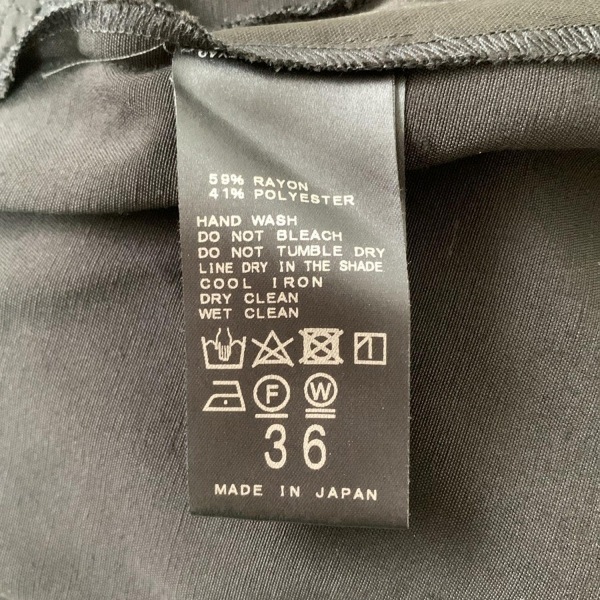 59% RAYON
41% POLYESTER
HAND WASH
DO NOT BLEACH
DO NOT TUMBLE DRY
LINE DRY IN THE SHADE
COOL IRON
DRY CLEAN
WET CLEAN
F W
36
MADE IN JAPAN